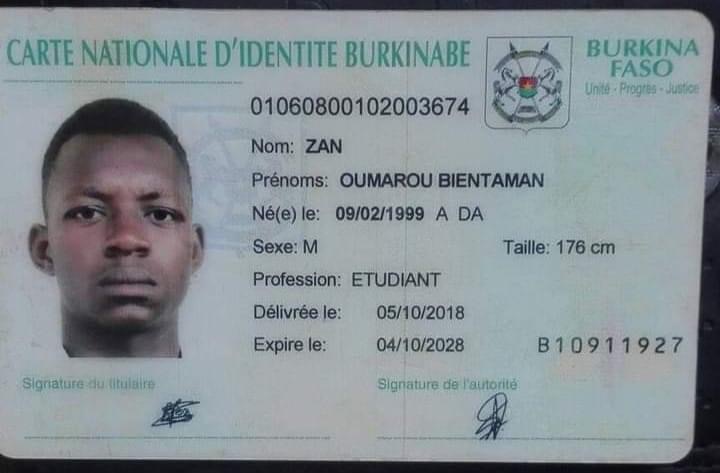 CARTE NATIONALE D'IDENTITE BURKINABE
BURKINA
FASO
Unité - Progrès - Justice
01060800102003674
Nom: ZAN
Prénoms: OUMAROU BIENTAMAN
Né(e) le: 09/02/1999 A DA
Sexe: M Taille: 176 cm
Profession: ETUDIANT
Délivrée le: 05/10/2018
Expire le: 04/10/2028 B10911927
Signature du titulaire Signature de l'autorité